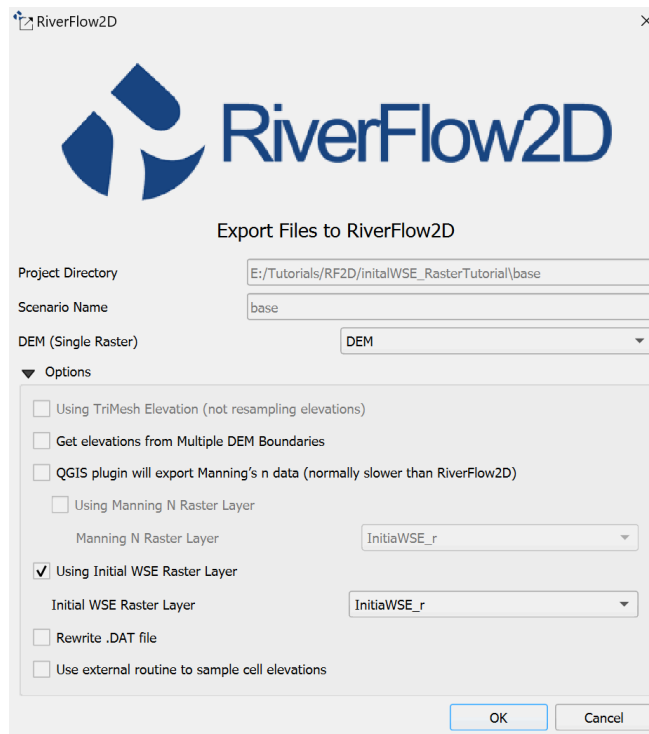 RiverFlow2D
RiverFlow2D
Export Files to RiverFlow2D
Project Directory E:/Tutorials/RF2D/initalWSE_RasterTutorial\base
Scenario Name base
DEM (Single Raster) DEM
Options
Using TriMesh Elevation (not resampling elevations)
Get elevations from Multiple DEM Boundaries
QGIS plugin will export Manning's n data (normally slower than RiverFlow2D)
Using Manning N Raster Layer
Manning N Raster Layer InitiaWSE_r
Using Initial WSE Raster Layer
Initial WSE Raster Layer InitiaWSE_r
Rewrite .DAT file
Use external routine to sample cell elevations
OK Cancel